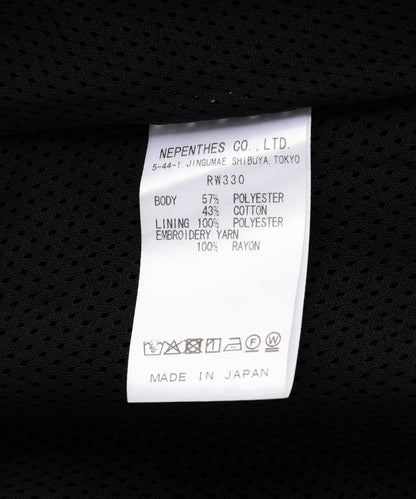 NEPENTHES CO., LTD.
5-44-1 JINGUMAE SHIBUYA, TOKYO
RW330
BODY 57% POLYESTER
43% COTTON
LINING 100% POLYESTER
EMBROIDERY YARN
100% RAYON
F W
MADE IN JAPAN